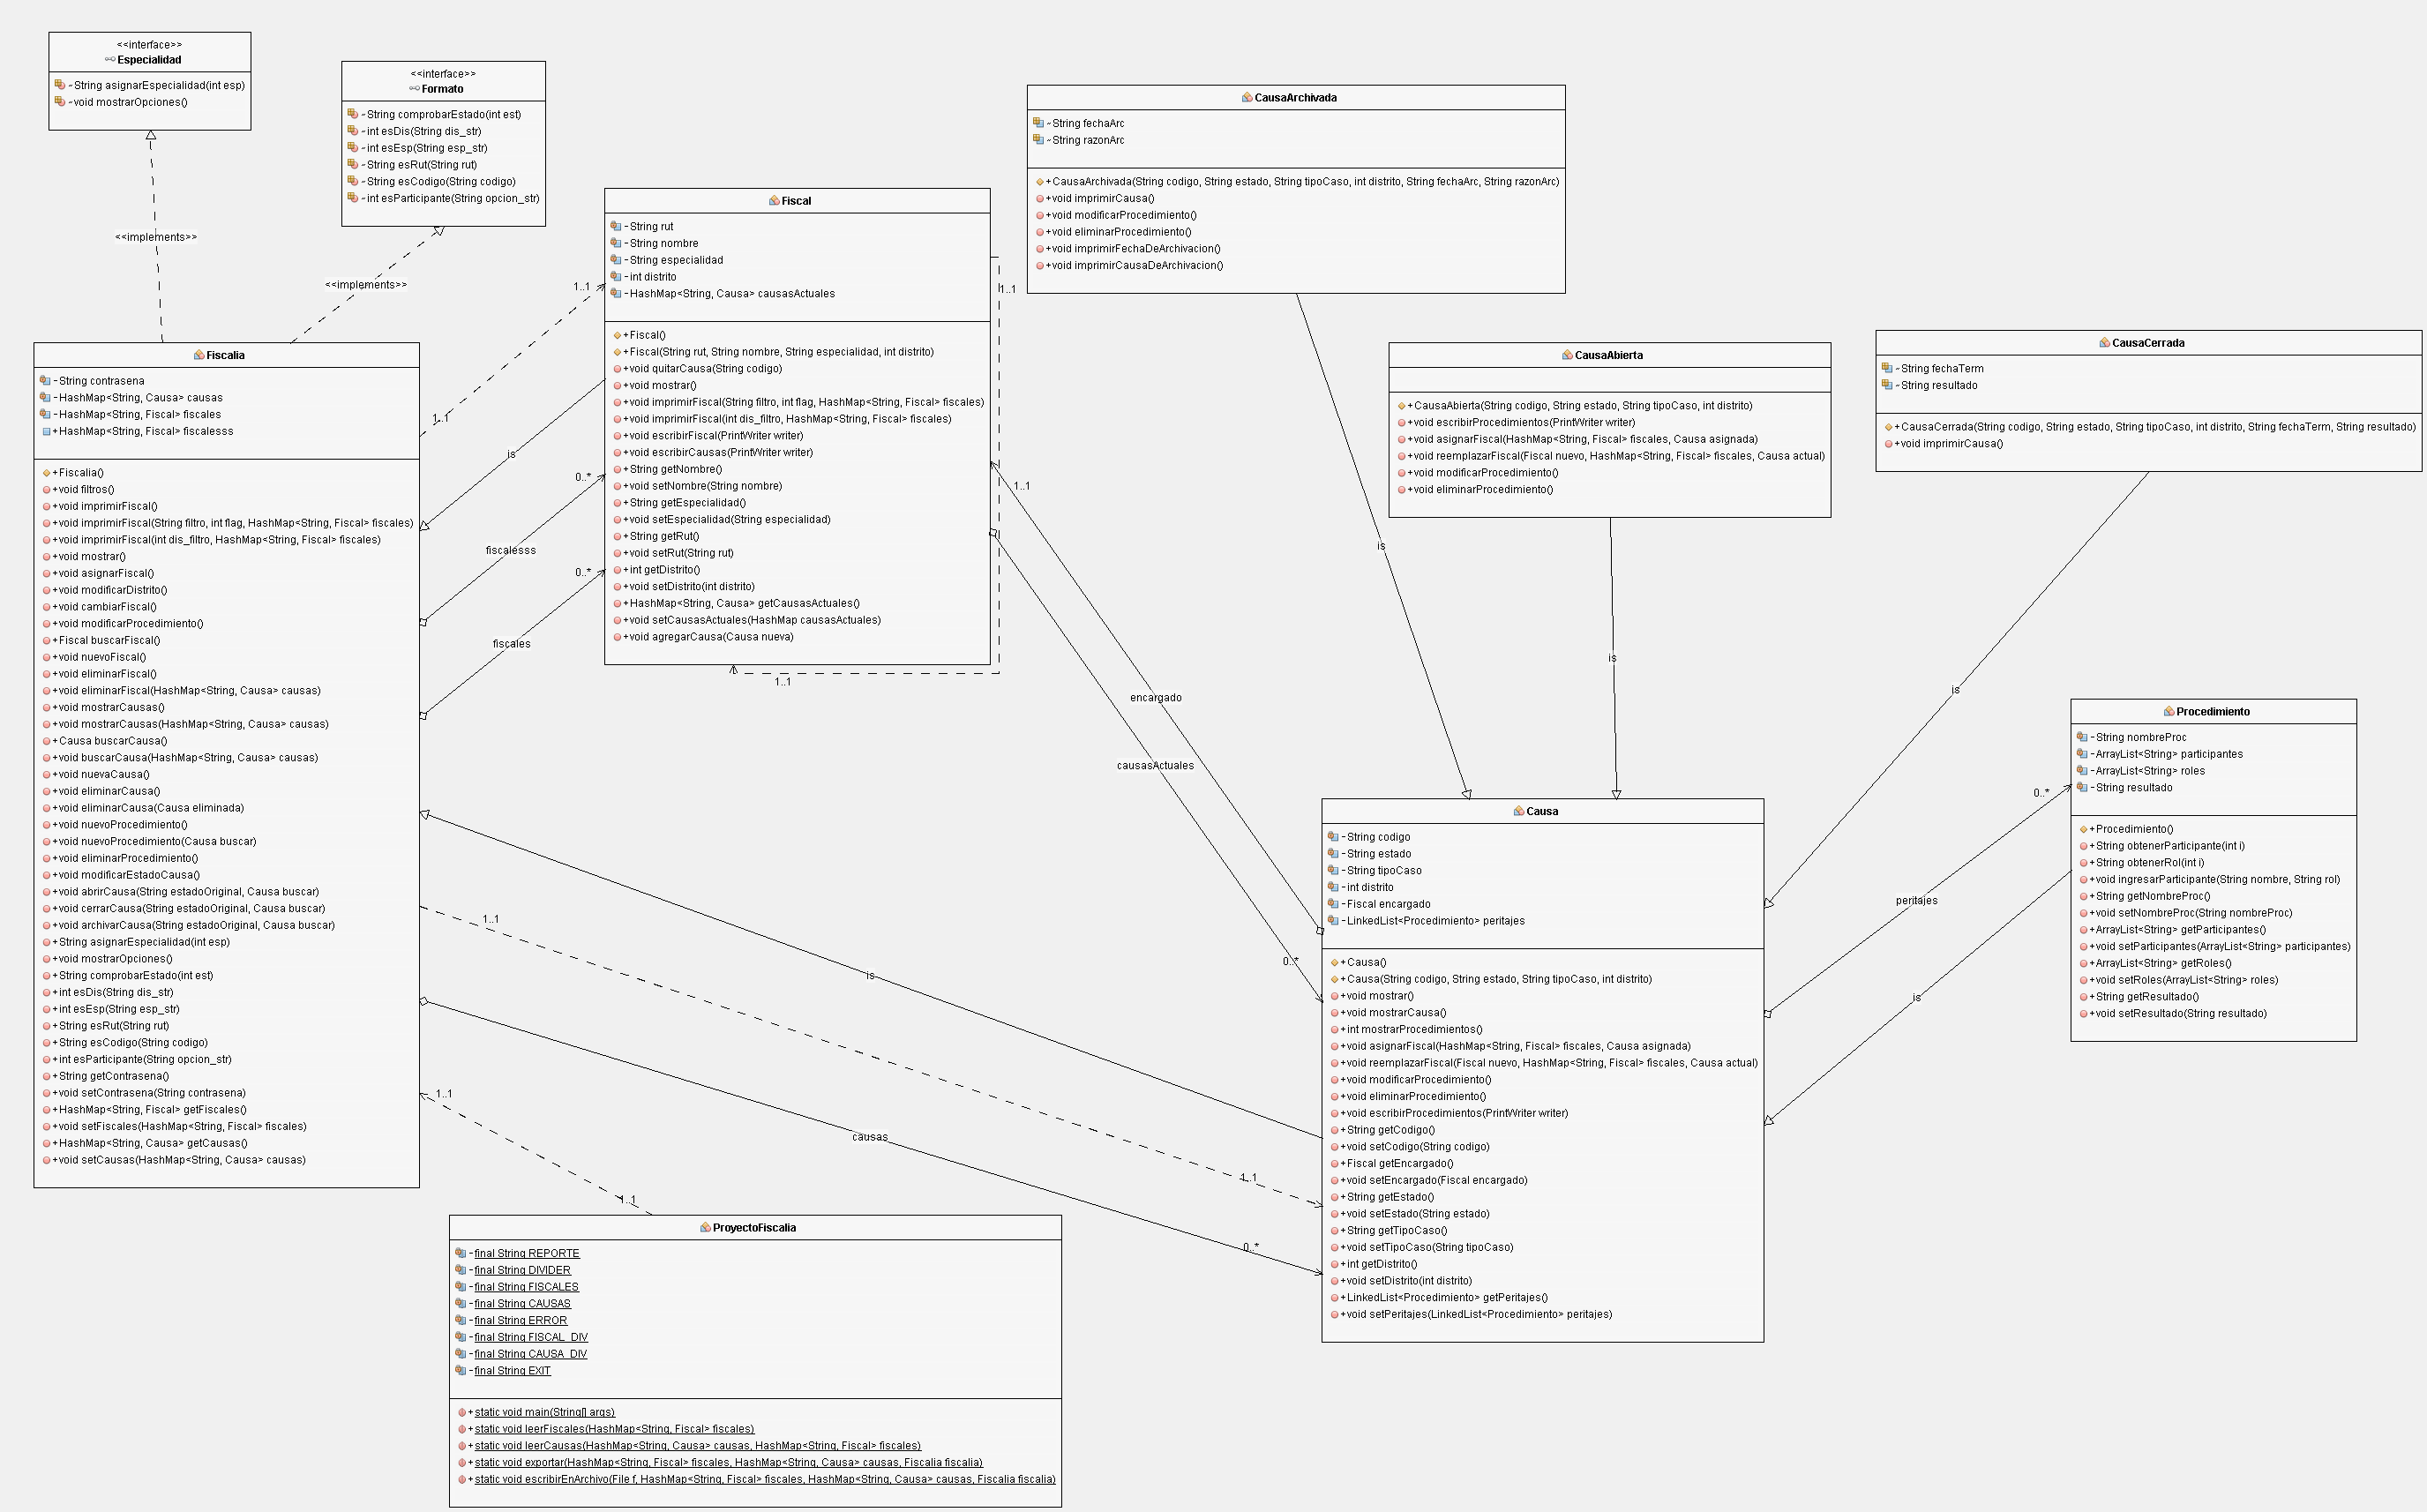 <<interface>>
Especialidad
~String asignarEspecialidad(int esp)
~void mostrarOpciones()
<<interface>>
Formato
~String comprobarEstado(int est)
~int esDis(String dis_str)
~int esEsp(String esp_str)
~String esRut(String rut)
~String esCodigo(String codigo)
~int esParticipante(String opcion_str)
<<implements>>
<<implements>>
Fiscal
-String rut
-String nombre
-String especialidad
-int distrito
-HashMap<String, Causa> causasActuales
+Fiscal()
+Fiscal(String rut, String nombre, String especialidad, int distrito)
+void quitarCausa(String codigo)
+void mostrar()
+void imprimirFiscal(String filtro, int flag, HashMap<String, Fiscal> fiscales)
+void imprimirFiscal(int dis_filtro, HashMap<String, Fiscal> fiscales)
+void escribirFiscal(PrintWriter writer)
+void escribirCausas(PrintWriter writer)
+String getNombre()
+void setNombre(String nombre)
+String getEspecialidad()
+void setEspecialidad(String especialidad)
+String getRut()
+void setRut(String rut)
+int getDistrito()
+void setDistrito(int distrito)
+HashMap<String, Causa> getCausasActuales()
+void setCausasActuales(HashMap causasActuales)
+void agregarCausa(Causa nueva)
CausaArchivada
~String fechaArc
~String razonArc
+CausaArchivada(String codigo, String estado, String tipoCaso, int distrito, String fechaArc, String razonArc)
+void imprimirCausa()
+void modificarProcedimiento()
+void eliminarProcedimiento()
+void imprimirFechaDeArchivacion()
+void imprimirCausaDeArchivacion()
CausaAbierta
+CausaAbierta(String codigo, String estado, String tipoCaso, int distrito)
+void escribirProcedimientos(PrintWriter writer)
+void asignarFiscal(HashMap<String, Fiscal> fiscales, Causa asignada)
+void reemplazarFiscal(Fiscal nuevo, HashMap<String, Fiscal> fiscales, Causa actual)
+void modificarProcedimiento()
+void eliminarProcedimiento()
CausaCerrada
~String fechaTerm
~String resultado
+CausaCerrada(String codigo, String estado, String tipoCaso, int distrito, String fechaTerm, String resultado)
+void imprimirCausa()
Fiscalia
-String contrasena
-HashMap<String, Causa> causas
-HashMap<String, Fiscal> fiscales
+HashMap<String, Fiscal> fiscalesss
+Fiscalia()
+void filtros()
+void imprimirFiscal()
+void imprimirFiscal(String filtro, int flag, HashMap<String, Fiscal> fiscales)
+void imprimirFiscal(int dis_filtro, HashMap<String, Fiscal> fiscales)
+void mostrar()
+void asignarFiscal()
+void modificarDistrito()
+void cambiarFiscal()
+void modificarProcedimiento()
+Fiscal buscarFiscal()
+void nuevoFiscal()
+void eliminarFiscal()
+void eliminarFiscal(HashMap<String, Causa> causas)
+void mostrarCausas()
+void mostrarCausas(HashMap<String, Causa> causas)
+Causa buscarCausa()
+void buscarCausa(HashMap<String, Causa> causas)
+void nuevaCausa()
+void eliminarCausa()
+void eliminarCausa(Causa eliminada)
+void nuevoProcedimiento()
+void nuevoProcedimiento(Causa buscar)
+void eliminarProcedimiento()
+void modificarEstadoCausa()
+void abrirCausa(String estadoOriginal, Causa buscar)
+void cerrarCausa(String estadoOriginal, Causa buscar)
+void archivarCausa(String estadoOriginal, Causa buscar)
+String asignarEspecialidad(int esp)
+void mostrarOpciones()
+String comprobarEstado(int est)
+int esDis(String dis_str)
+int esEsp(String esp_str)
+String esRut(String rut)
+String esCodigo(String codigo)
+int esParticipante(String opcion_str)
+String getContrasena()
+void setContrasena(String contrasena)
+HashMap<String, Fiscal> getFiscales()
+void setFiscales(HashMap<String, Fiscal> fiscales)
+HashMap<String, Causa> getCausas()
+void setCausas(HashMap<String, Causa> causas)
1..1
1..1
is
0..*
fiscalesss
0..*
fiscales
1..1
1..1
1..1
encargado
causasActuales
0..*
is
is
is
Procedimiento
-String nombreProc
-ArrayList<String> participantes
-ArrayList<String> roles
-String resultado
+Procedimiento()
+String obtenerParticipante(int i)
+String obtenerRol(int i)
+void ingresarParticipante(String nombre, String rol)
+String getNombreProc()
+void setNombreProc(String nombreProc)
+ArrayList<String> getParticipantes()
+void setParticipantes(ArrayList<String> participantes)
+ArrayList<String> getRoles()
+void setRoles(ArrayList<String> roles)
+String getResultado()
+void setResultado(String resultado)
0..*
peritajes
is
Causa
-String codigo
-String estado
-String tipoCaso
-int distrito
-Fiscal encargado
-LinkedList<Procedimiento> peritajes
+Causa()
+Causa(String codigo, String estado, String tipoCaso, int distrito)
+void mostrar()
+void mostrarCausa()
+int mostrarProcedimientos()
+void asignarFiscal(HashMap<String, Fiscal> fiscales, Causa asignada)
+void reemplazarFiscal(Fiscal nuevo, HashMap<String, Fiscal> fiscales, Causa actual)
+void modificarProcedimiento()
+void eliminarProcedimiento()
+void escribirProcedimientos(PrintWriter writer)
+String getCodigo()
+void setCodigo(String codigo)
+Fiscal getEncargado()
+void setEncargado(Fiscal encargado)
+String getEstado()
+void setEstado(String estado)
+String getTipoCaso()
+void setTipoCaso(String tipoCaso)
+int getDistrito()
+void setDistrito(int distrito)
+LinkedList<Procedimiento> getPeritajes()
+void setPeritajes(LinkedList<Procedimiento> peritajes)
1..1
is
1..1
causas
0..*
1..1
1..1
ProyectoFiscalia
-final String REPORTE
-final String DIVIDER
-final String FISCALES
-final String CAUSAS
-final String ERROR
-final String FISCAL_DIV
-final String CAUSA_DIV
-final String EXIT
+static void main(String[] args)
+static void leerFiscales(HashMap<String, Fiscal> fiscales)
+static void leerCausas(HashMap<String, Causa> causas, HashMap<String, Fiscal> fiscales)
+static void exportar(HashMap<String, Fiscal> fiscales, HashMap<String, Causa> causas, Fiscalia fiscalia)
+static void escribirEnArchivo(File f, HashMap<String, Fiscal> fiscales, HashMap<String, Causa> causas, Fiscalia fiscalia)